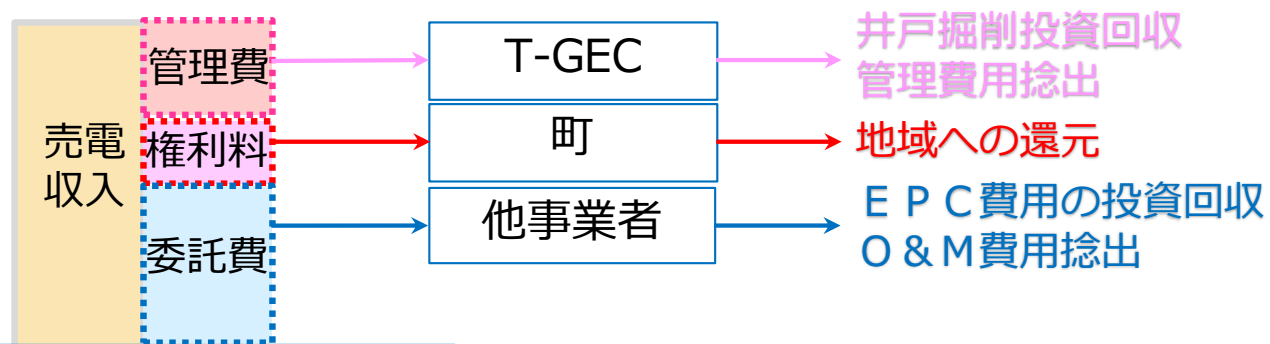 売電
収入
管理費
権利料
委託費
T-GEC
町
他事業者
井戸掘削投資回収
管理費用捻出
地域への還元
ＥＰＣ費用の投資回収
Ｏ＆Ｍ費用捻出